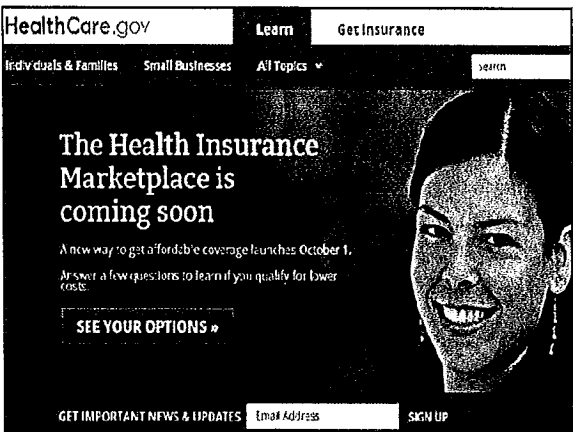 HealthCare.gov
Learn
Get Insurance
Individuals & Families
Small Businesses
All Topics
Search
The Health Insurance
Marketplace is
coming soon
A new way to get affordable coverage launches October 1.
Answer a few questions to learn if you qualify for lower
costs.
SEE YOUR OPTIONS »
GET IMPORTANT NEWS & UPDATES
Email Address
SIGN UP